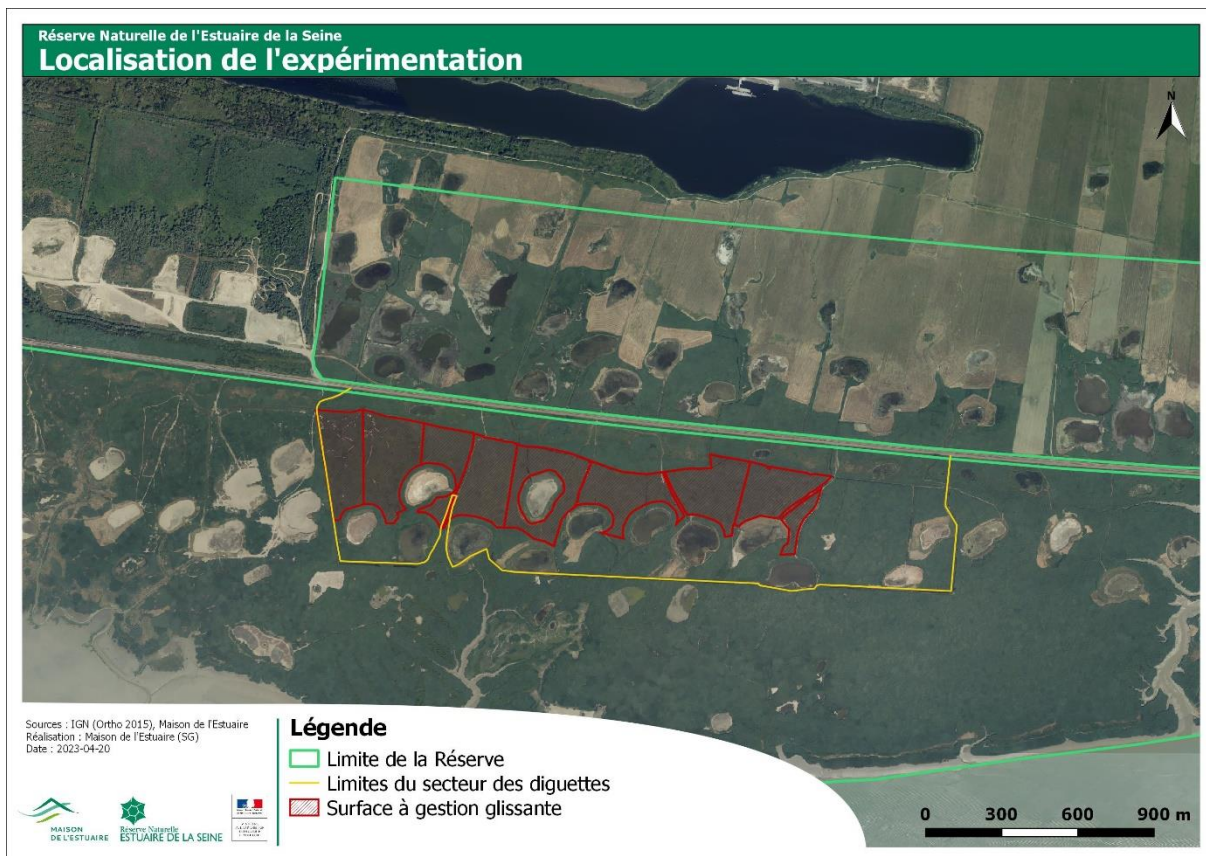 Réserve Naturelle de l'Estuaire de la Seine
Localisation de l'expérimentation
N
Sources : IGN (Ortho 2015), Maison de l'Estuaire
Réalisation : Maison de l'Estuaire (SG)
Date : 2023-04-20
Légende
Limite de la Réserve
Limites du secteur des diguettes
Surface à gestion glissante
MAISON
DE L'ESTUAIRE
Réserve Naturelle
ESTUAIRE DE LA SEINE
0 300 600 900 m